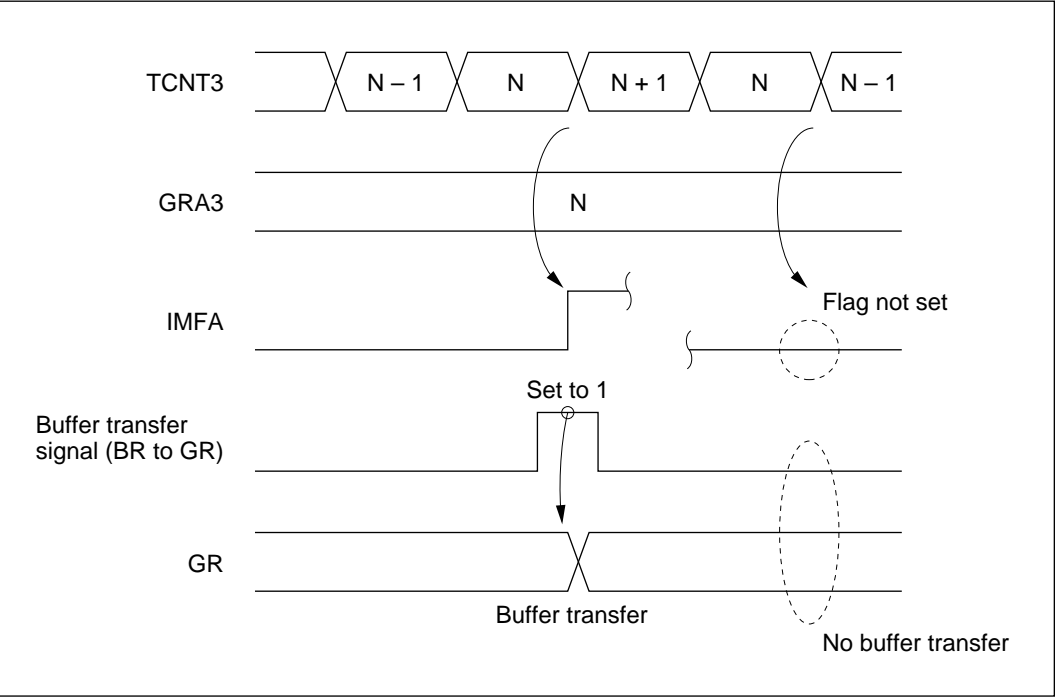 TCNT3 N – 1 N N + 1 N N – 1
GRA3 N
IMFA
Flag not set
Set to 1
Buffer transfer
signal (BR to GR)
GR
Buffer transfer
No buffer transfer